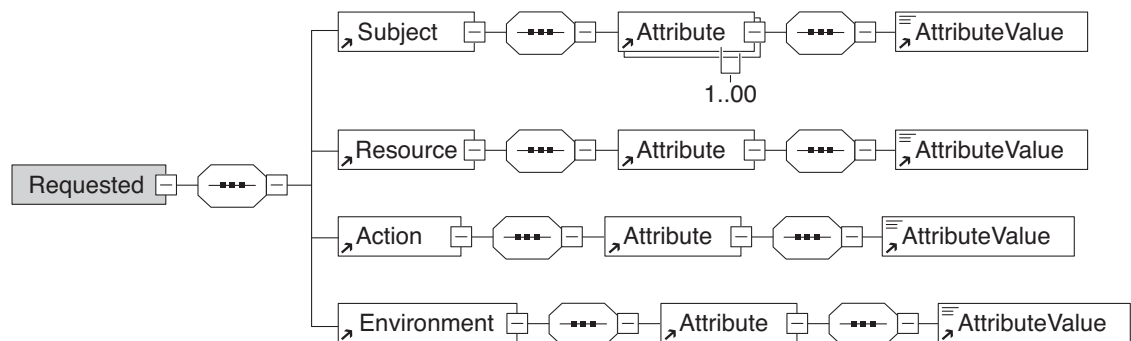 Subject Attribute AttributeValue
1..00
Resource Attribute AttributeValue
Requested
Action Attribute AttributeValue
Environment Attribute AttributeValue